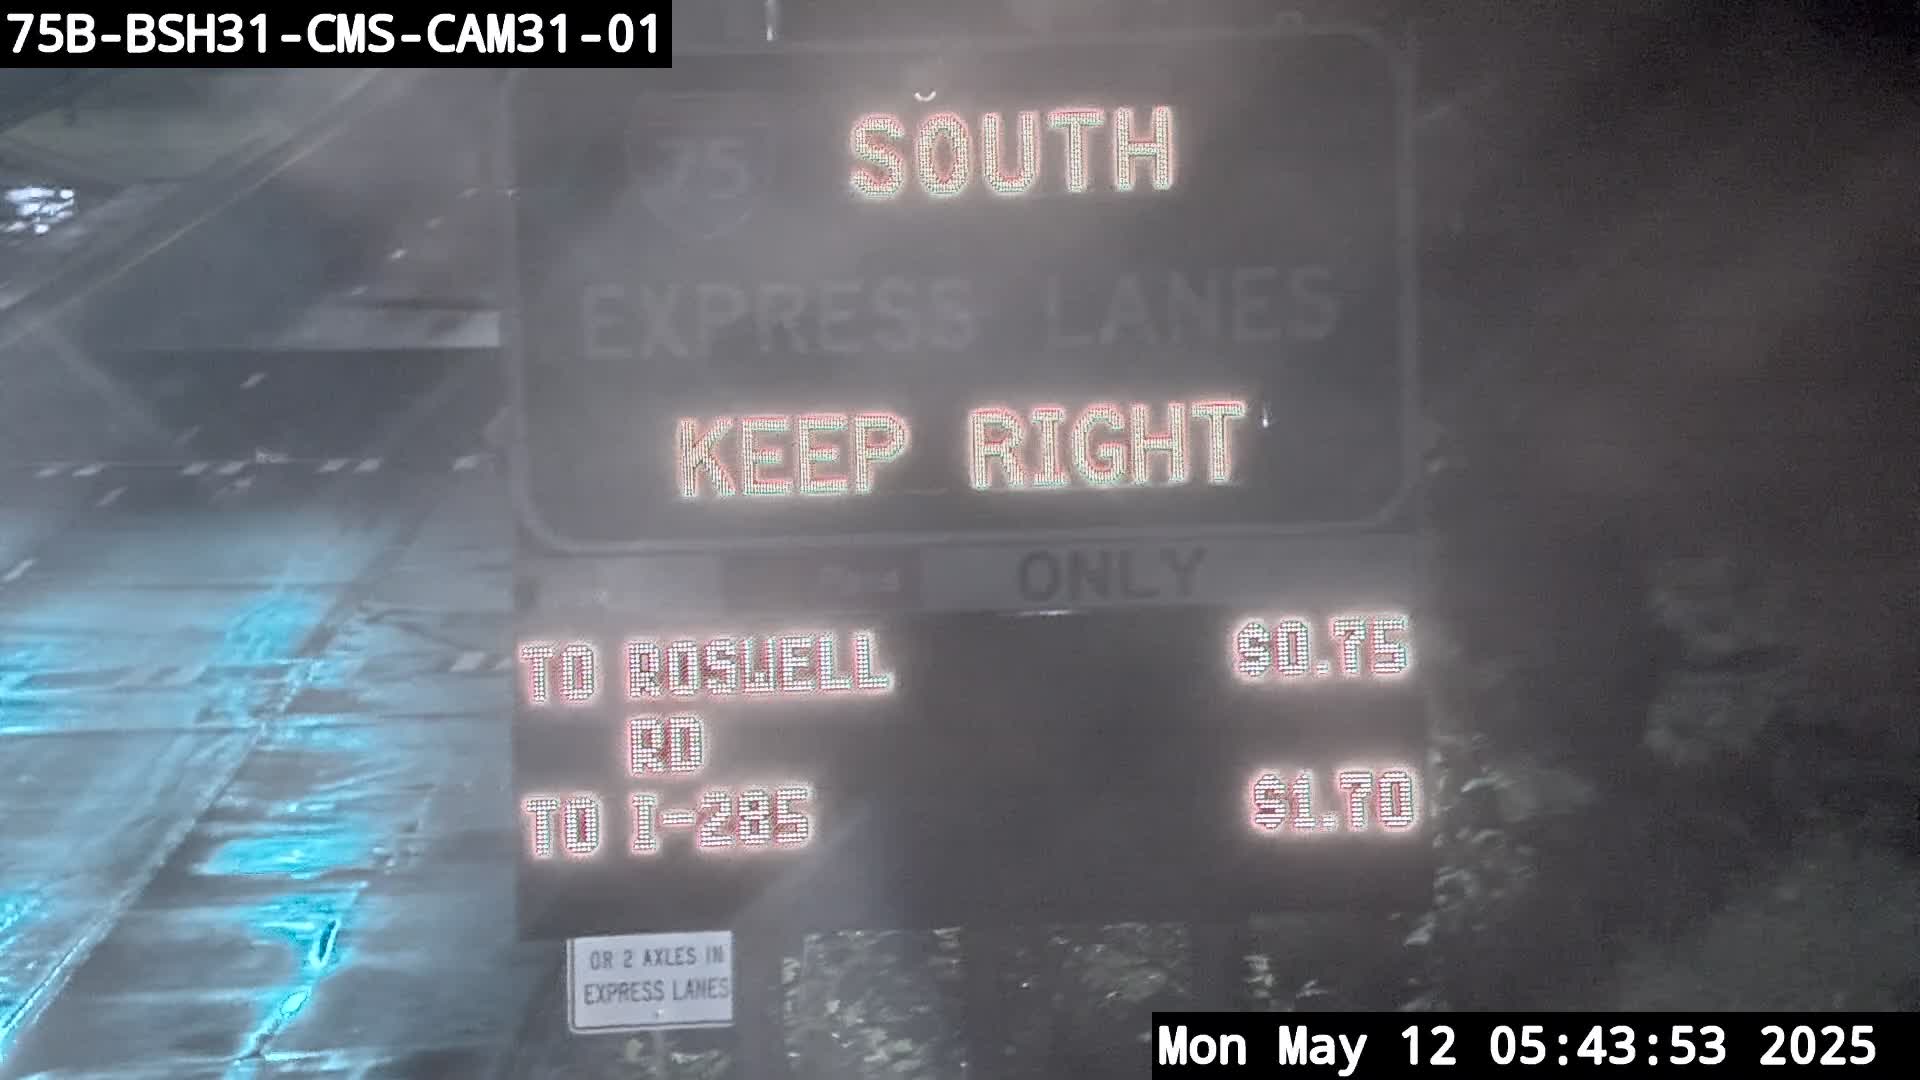 75B-BSH31-CMS-CAM31-01
75 SOUTH
EXPRESS LANES
KEEP RIGHT
ONLY
TO ROSWELL $0.75
RD
TO I-285 $1.70
OR 2 AXLES IN
EXPRESS LANES
Mon May 12 05:43:53 2025